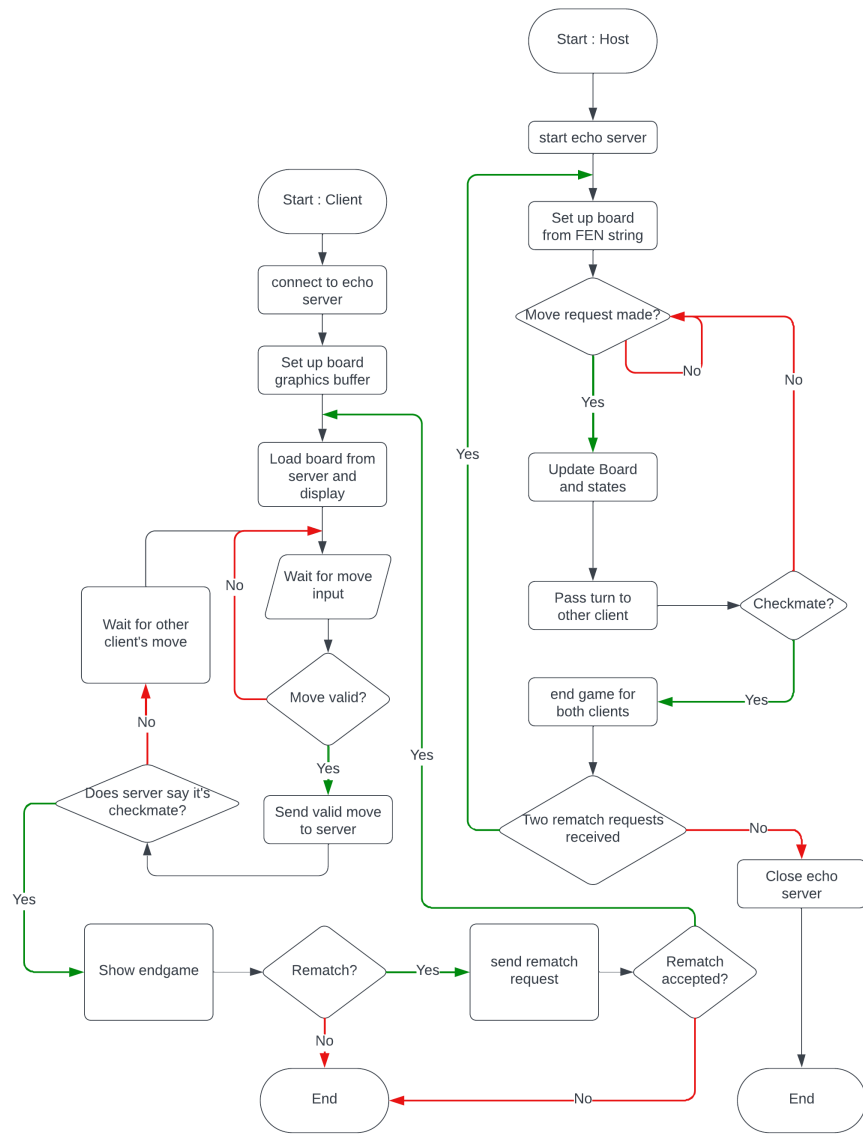 Start : Host
start echo server
Set up board
from FEN string
Move request made?
No
No
Yes
Update Board
and states
Pass turn to
other client
Checkmate?
Yes
end game for
both clients
Yes
Two rematch requests
received
No
Close echo
server
End
Start : Client
connect to echo
server
Set up board
graphics buffer
Load board from
server and
display
Wait for move
input
No
Move valid?
Yes
Send valid move
to server
Wait for other
client's move
No
Does server say it's
checkmate?
Yes
Yes
Show endgame
Rematch?
Yes
send rematch
request
Rematch
accepted?
No
No
End